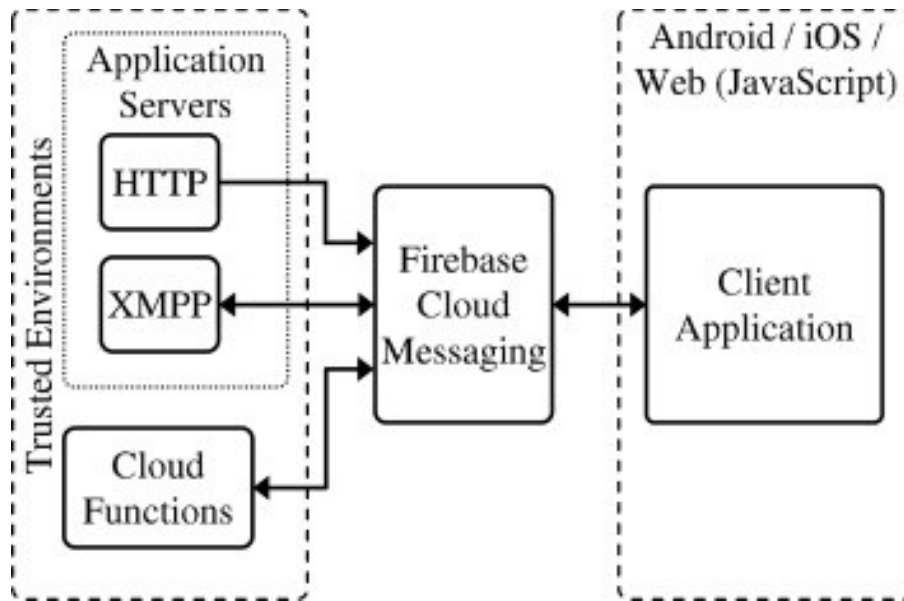 Trusted Environments
Application
Servers
HTTP
XMPP
Cloud
Functions
Firebase
Cloud
Messaging
Android / iOS /
Web (JavaScript)
Client
Application